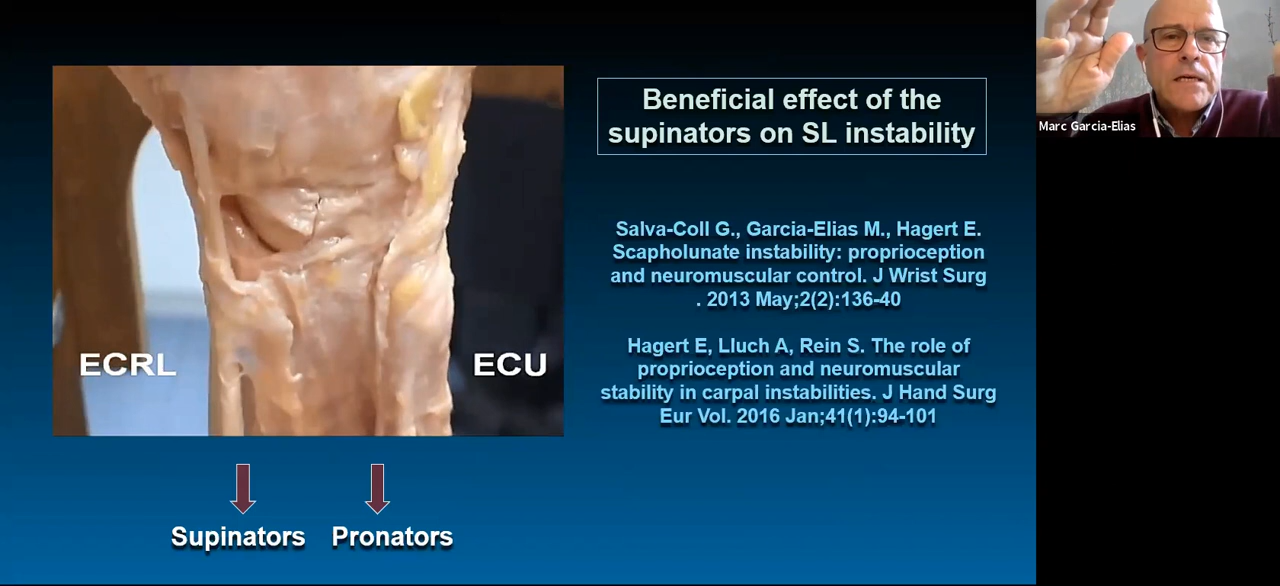 Beneficial effect of the
supinators on SL instability
Marc Garcia-Elias
Salva-Coll G., Garcia-Elias M., Hagert E.
Scapholunate instability: proprioception
and neuromuscular control. J Wrist Surg
. 2013 May;2(2):136-40
Hagert E, Lluch A, Rein S. The role of
proprioception and neuromuscular
stability in carpal instabilities. J Hand Surg
Eur Vol. 2016 Jan;41(1):94-101
ECRL
ECU
Supinators
Pronators